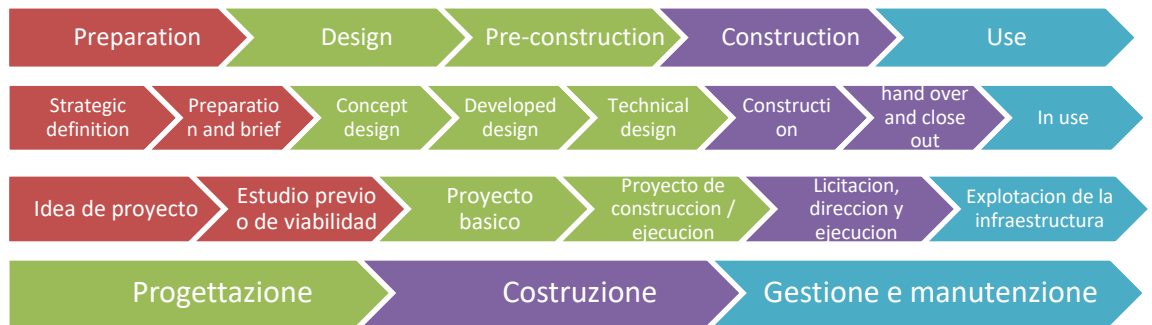 Preparation
Design
Pre-construction
Construction
Use
Strategic
definition
Preparatio
n and brief
Concept
design
Developed
design
Technical
design
Constructi
on
hand over
and close
out
In use
Idea de proyecto
Estudio previo
o de viabilidad
Proyecto
basico
Proyecto de
construccion /
ejecucion
Licitacion,
direccion y
ejecucion
Explotacion de la
infraestructura
Progettazione
Costruzione
Gestione e manutenzione